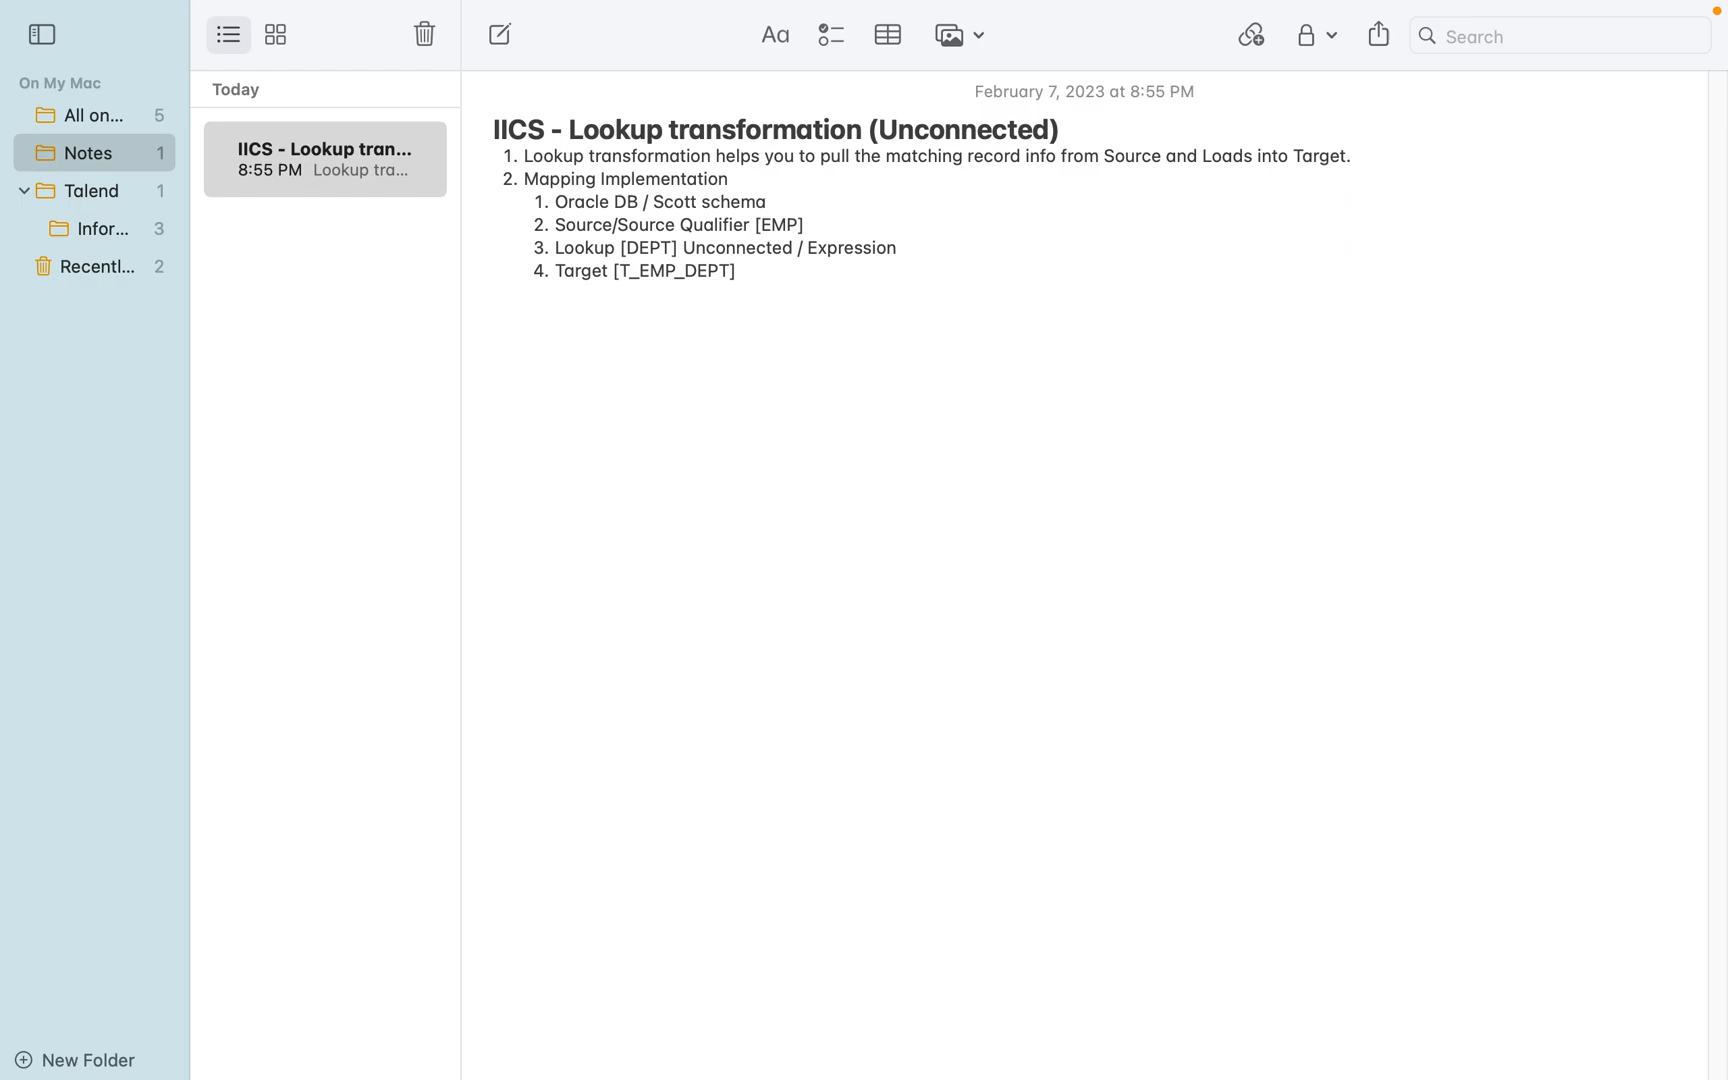 On My Mac
All on... 5
Notes 1
Talend 1
Infor... 3
Recentl... 2
New Folder
Today
IICS - Lookup tran...
8:55 PM Lookup tra...
Aa
Search
February 7, 2023 at 8:55 PM
IICS - Lookup transformation (Unconnected)
1. Lookup transformation helps you to pull the matching record info from Source and Loads into Target.
2. Mapping Implementation
1. Oracle DB / Scott schema
2. Source/Source Qualifier [EMP]
3. Lookup [DEPT] Unconnected / Expression
4. Target [T_EMP_DEPT]